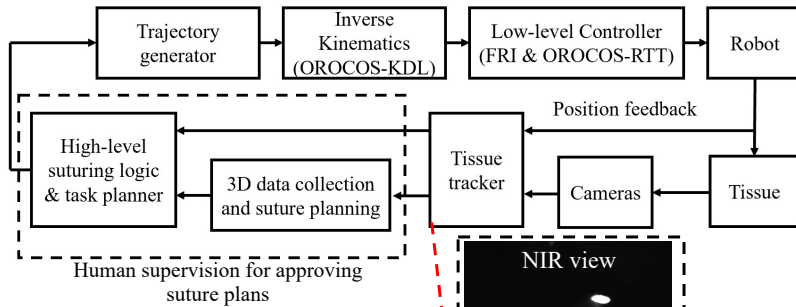 Trajectory
generator
Inverse
Kinematics
(OROCOS-KDL)
Low-level Controller
(FRI & OROCOS-RTT)
Robot
Position feedback
High-level
suturing logic
& task planner
3D data collection
and suture planning
Tissue
tracker
Cameras
Tissue
Human supervision for approving
suture plans
NIR view